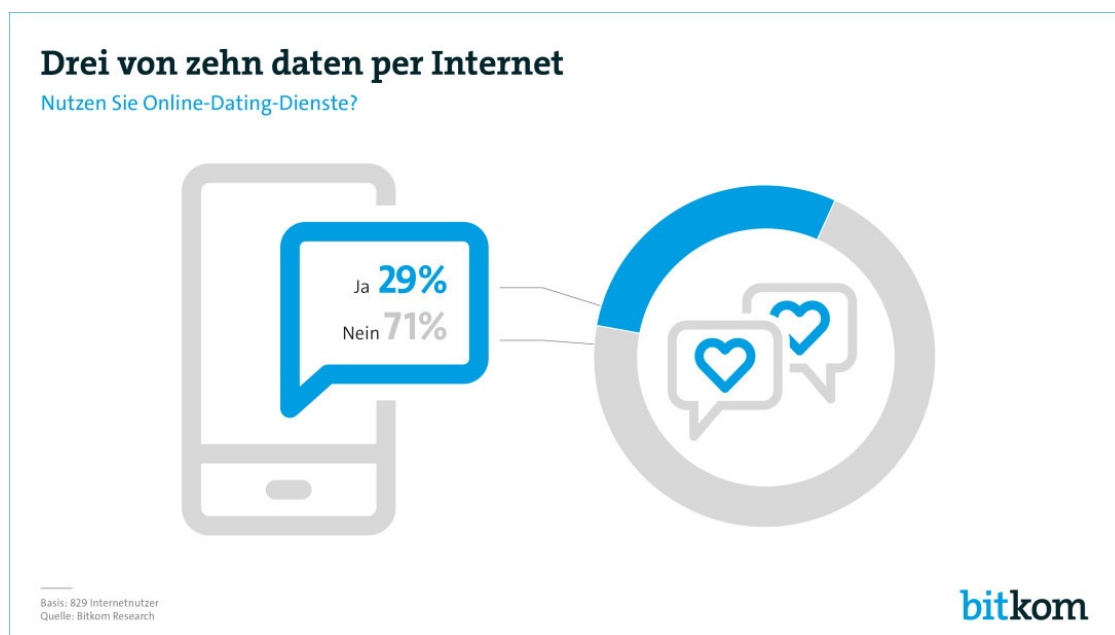 Drei von zehn daten per Internet
Nutzen Sie Online-Dating-Dienste?
Ja 29%
Nein 71%
Basis: 829 Internetnutzer
Quelle: Bitkom Research
bitkom